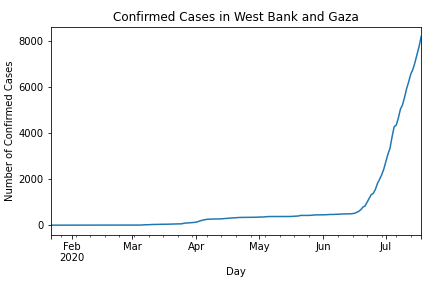 Confirmed Cases in West Bank and Gaza
Number of Confirmed Cases
8000
6000
4000
2000
0
Feb Mar Apr May Jun Jul
2020
Day